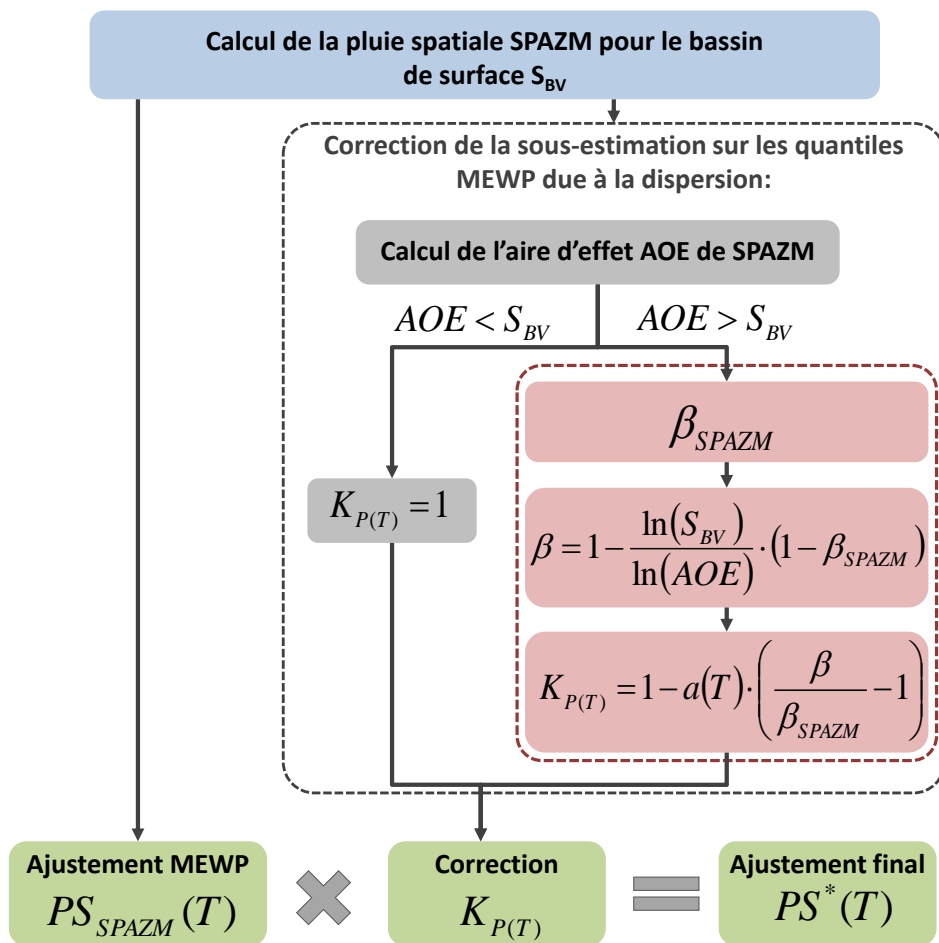 Calcul de la pluie spatiale SPAZM pour le bassin
de surface S_BV
Correction de la sous-estimation sur les quantiles
MEWP due à la dispersion:
Calcul de l'aire d'effet AOE de SPAZM
AOE < S_BV
AOE > S_BV
β_SPAZM
K_P(T) = 1
β = 1 - ln(S_BV) / ln(AOE) · (1 - β_SPAZM)
K_P(T) = 1 - a(T) · (β / β_SPAZM - 1)
Ajustement MEWP
PS_SPAZM (T)
Correction
K_P(T)
Ajustement final
PS*(T)